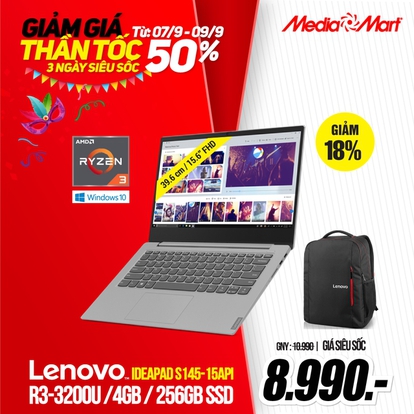 GIẢM GIÁ
THẦN TỐC
3 NGÀY SIÊU SỐC
Từ: 07/9 - 09/9
50%
MediaMart
GIẢM
18%
AMD
RYZEN
3
Windows 10
39.6 cm / 15.6" FHD
Lenovo
Lenovo
Lenovo™ IDEAPAD S145-15API
R3-3200U / 4GB / 256GB SSD
GNY : 10.990 | GIÁ SIÊU SỐC
8.990.-